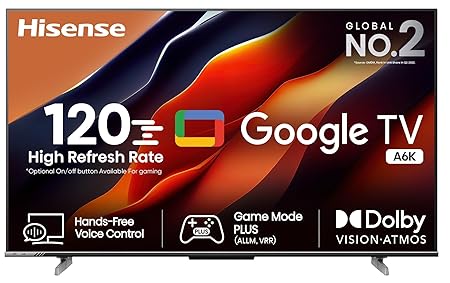 Hisense
GLOBAL
NO.2
120
High Refresh Rate
*Optional On/off button Available For gaming
Google TV
A6K
Hands-Free
Voice Control
PLUS
Game Mode
PLUS
(ALLM, VRR)
Dolby
VISION·ATMOS